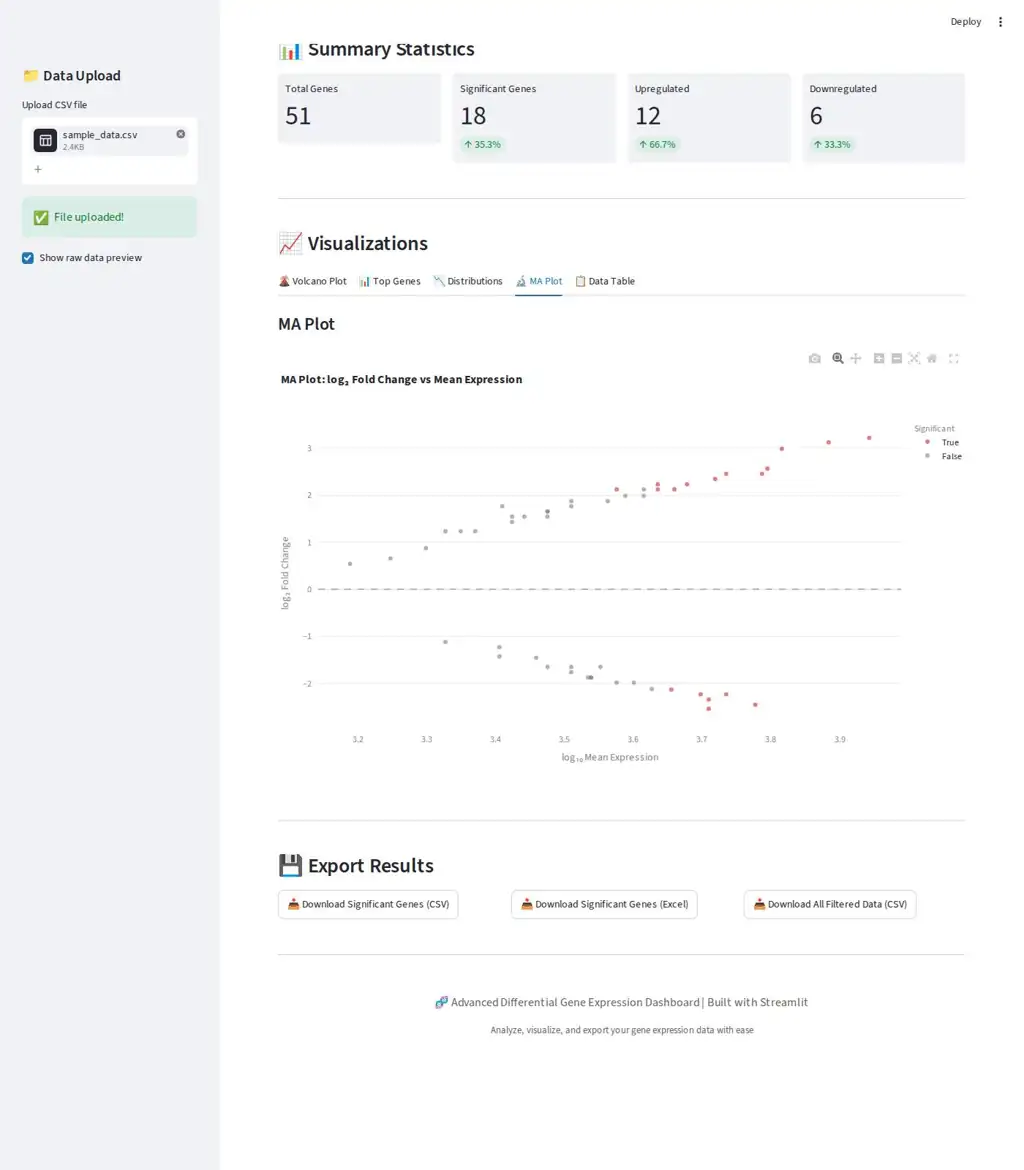 Deploy
📁 Data Upload
Upload CSV file
sample_data.csv
2.4KB
+
✅ File uploaded!
Show raw data preview
📊 Summary Statistics
Total Genes
51
Significant Genes
18
↑ 35.3%
Upregulated
12
↑ 66.7%
Downregulated
6
↑ 33.3%
📈 Visualizations
🌋 Volcano Plot 📊 Top Genes 📉 Distributions 🔬 MA Plot 📋 Data Table
MA Plot
MA Plot: log₂ Fold Change vs Mean Expression
Significant
True
False
3
2
1
0
−1
−2
log₂ Fold Change
3.2 3.3 3.4 3.5 3.6 3.7 3.8 3.9
log₁₀ Mean Expression
💾 Export Results
📥 Download Significant Genes (CSV)
📥 Download Significant Genes (Excel)
📥 Download All Filtered Data (CSV)
🧬 Advanced Differential Gene Expression Dashboard | Built with Streamlit
Analyze, visualize, and export your gene expression data with ease